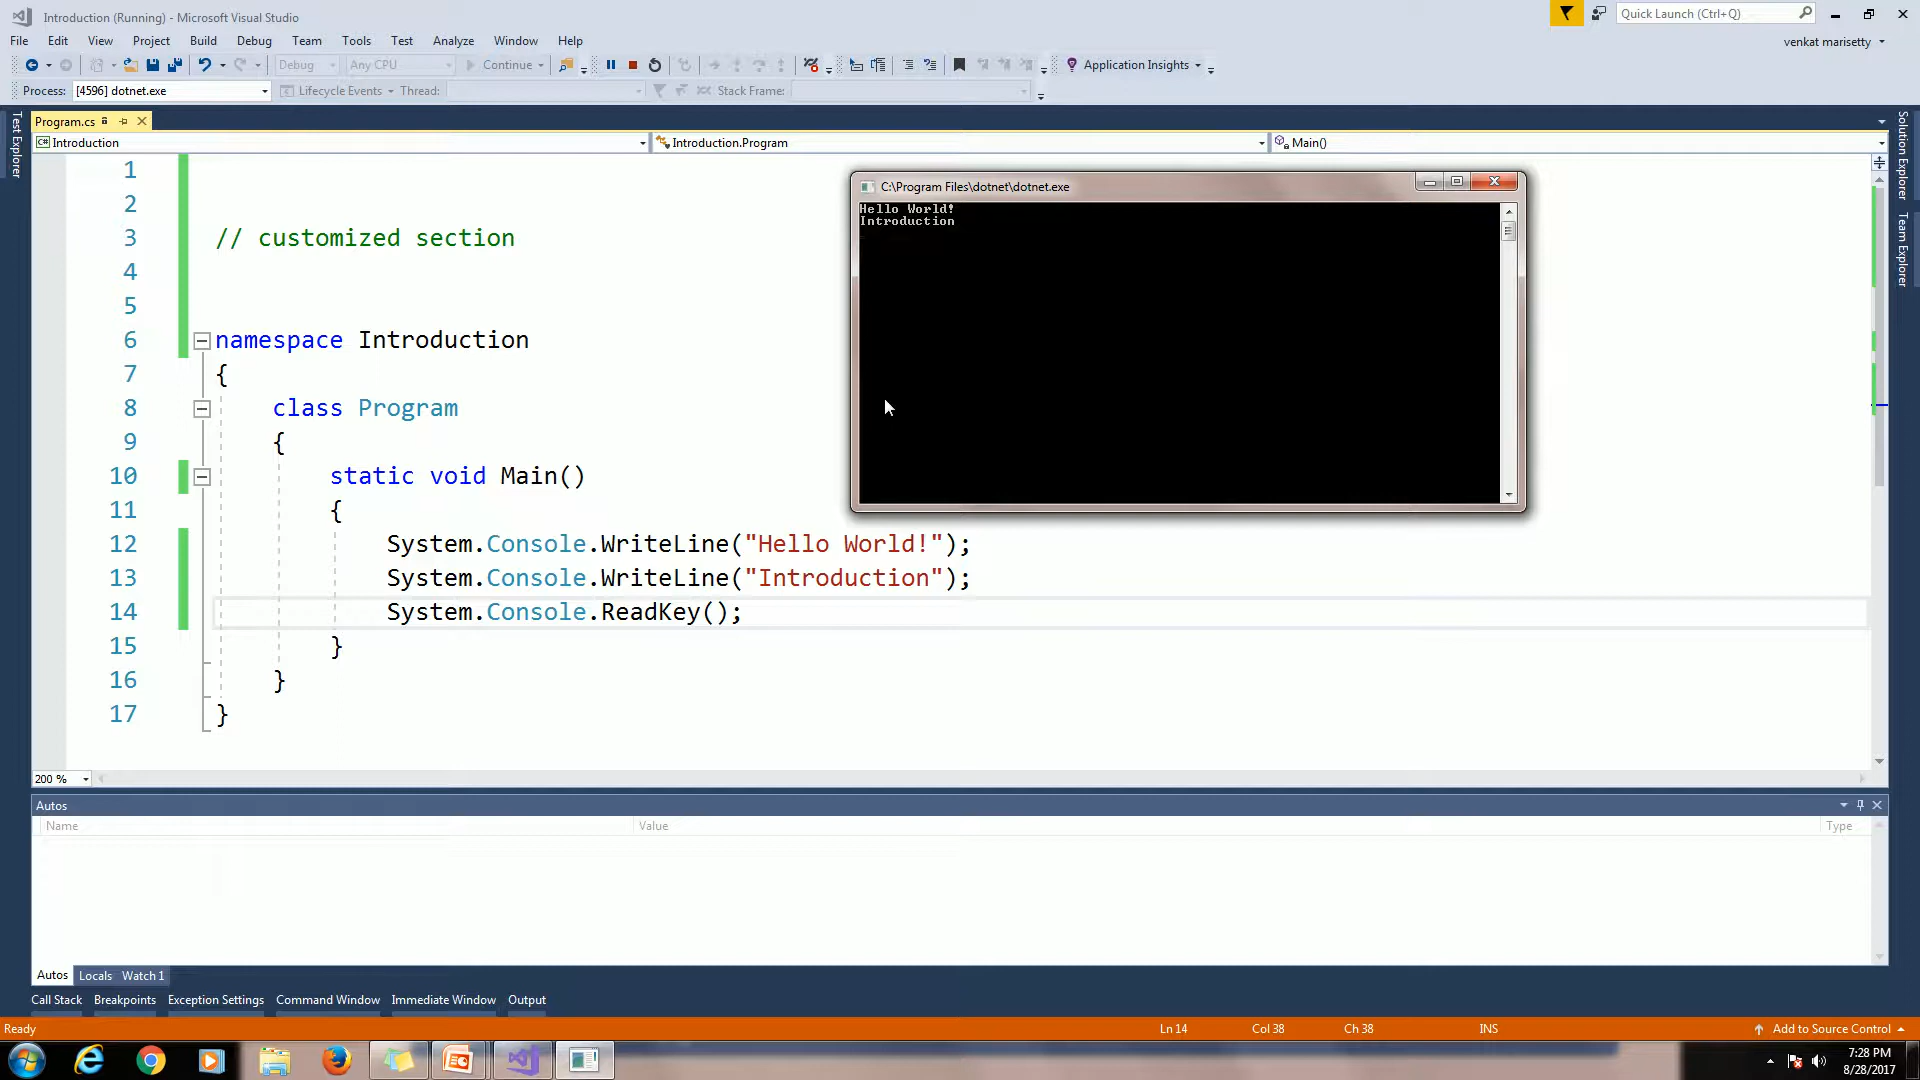 Introduction (Running) - Microsoft Visual Studio
Quick Launch (Ctrl+Q)
File Edit View Project Build Debug Team Tools Test Analyze Window Help
venkat marisetty
Debug Any CPU Continue Application Insights
Process: [4596] dotnet.exe Lifecycle Events Thread: Stack Frame:
Program.cs
Introduction Introduction.Program Main()
Test Explorer
Solution Explorer
Team Explorer
C:\Program Files\dotnet\dotnet.exe
Hello World!
Introduction
1
2
3 // customized section
4
5
6 namespace Introduction
7 {
8 class Program
9 {
10 static void Main()
11 {
12 System.Console.WriteLine("Hello World!");
13 System.Console.WriteLine("Introduction");
14 System.Console.ReadKey();
15 }
16 }
17 }
200 %
Autos
Name Value Type
Autos Locals Watch 1
Call Stack Breakpoints Exception Settings Command Window Immediate Window Output
Ready Ln 14 Col 38 Ch 38 INS Add to Source Control
7:28 PM
8/28/2017